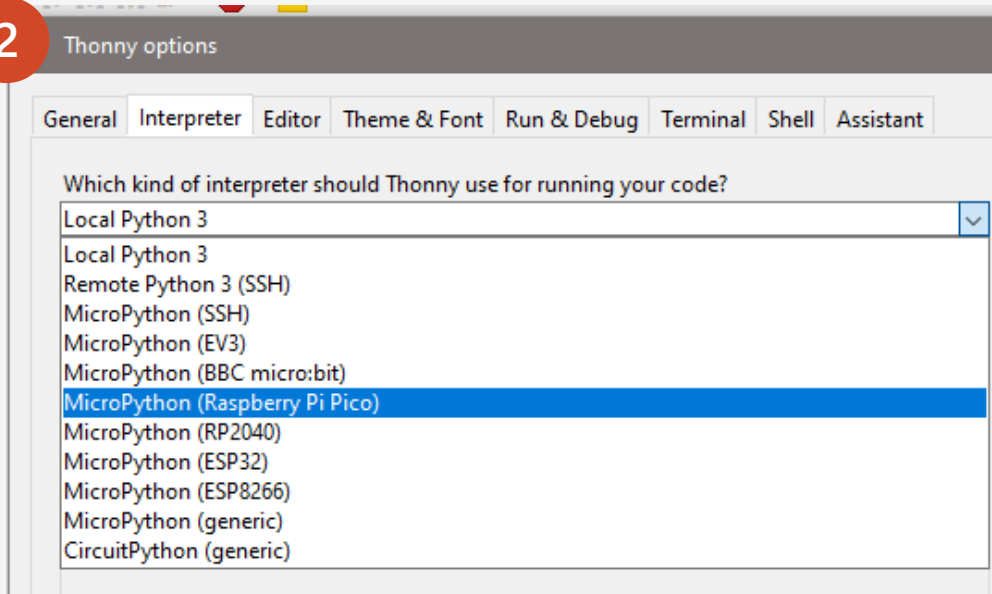 2
Thonny options
General Interpreter Editor Theme & Font Run & Debug Terminal Shell Assistant
Which kind of interpreter should Thonny use for running your code?
Local Python 3
Local Python 3
Remote Python 3 (SSH)
MicroPython (SSH)
MicroPython (EV3)
MicroPython (BBC micro:bit)
MicroPython (Raspberry Pi Pico)
MicroPython (RP2040)
MicroPython (ESP32)
MicroPython (ESP8266)
MicroPython (generic)
CircuitPython (generic)